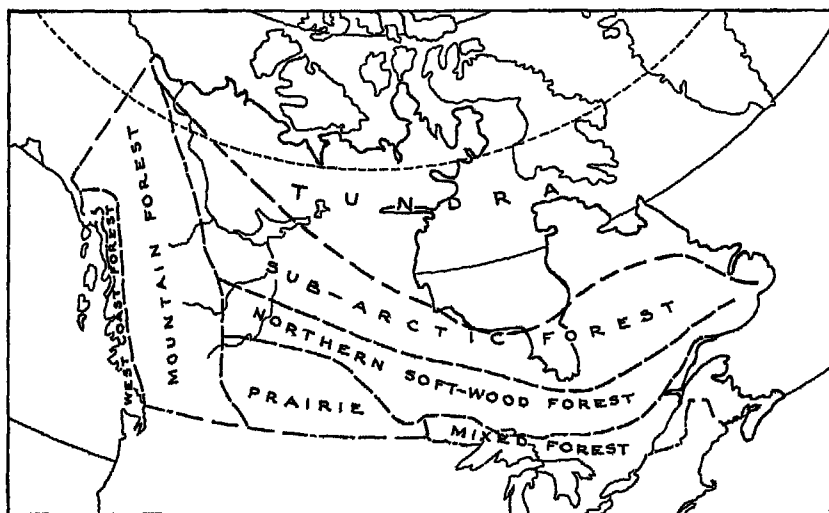 TUNDRA
SUB-ARCTIC FOREST
MOUNTAIN FOREST
WEST COAST FOREST
NORTHERN SOFT-WOOD FOREST
PRAIRIE
MIXED FOREST